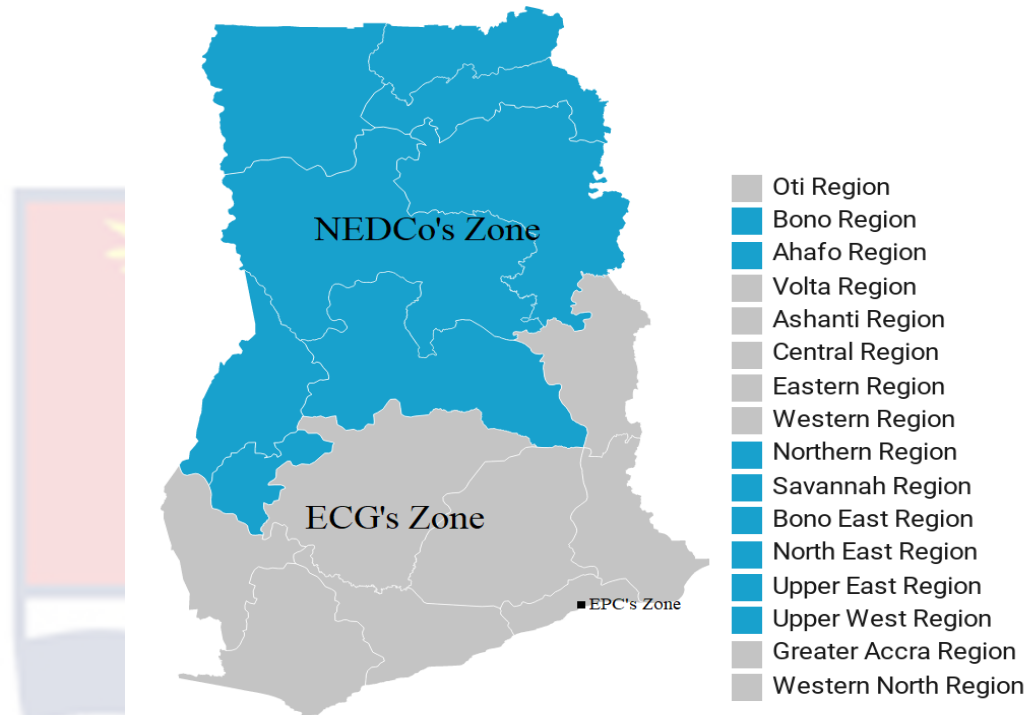 NEDCo's Zone
ECG's Zone
EPC's Zone
Oti Region
Bono Region
Ahafo Region
Volta Region
Ashanti Region
Central Region
Eastern Region
Western Region
Northern Region
Savannah Region
Bono East Region
North East Region
Upper East Region
Upper West Region
Greater Accra Region
Western North Region